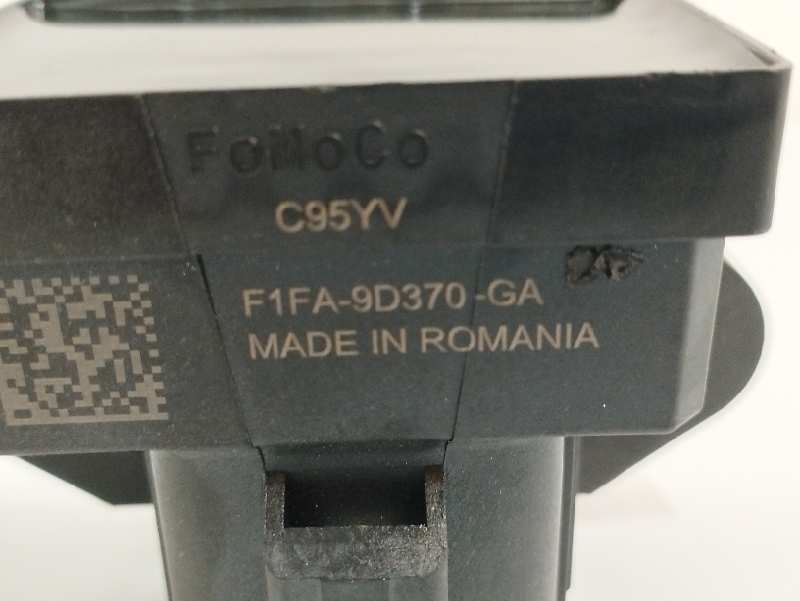 FoMoCo
C95YV
F1FA-9D370-GA
MADE IN ROMANIA